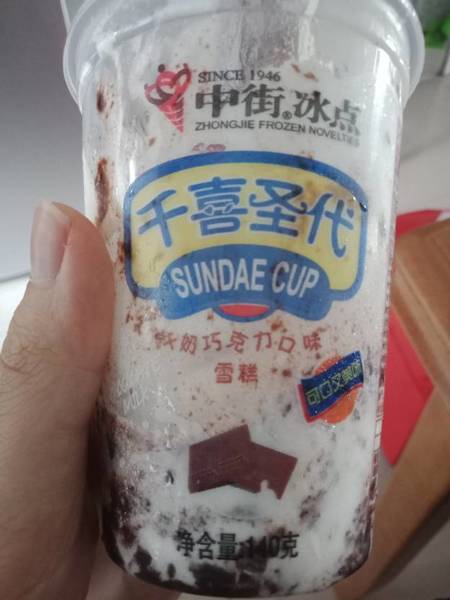 SINCE 1946
中街®冰点
ZHONGJIE FROZEN NOVELTIES
千喜圣代
SUNDAE CUP
牛奶巧克力口味
雪糕
可口又美味
净含量:140克